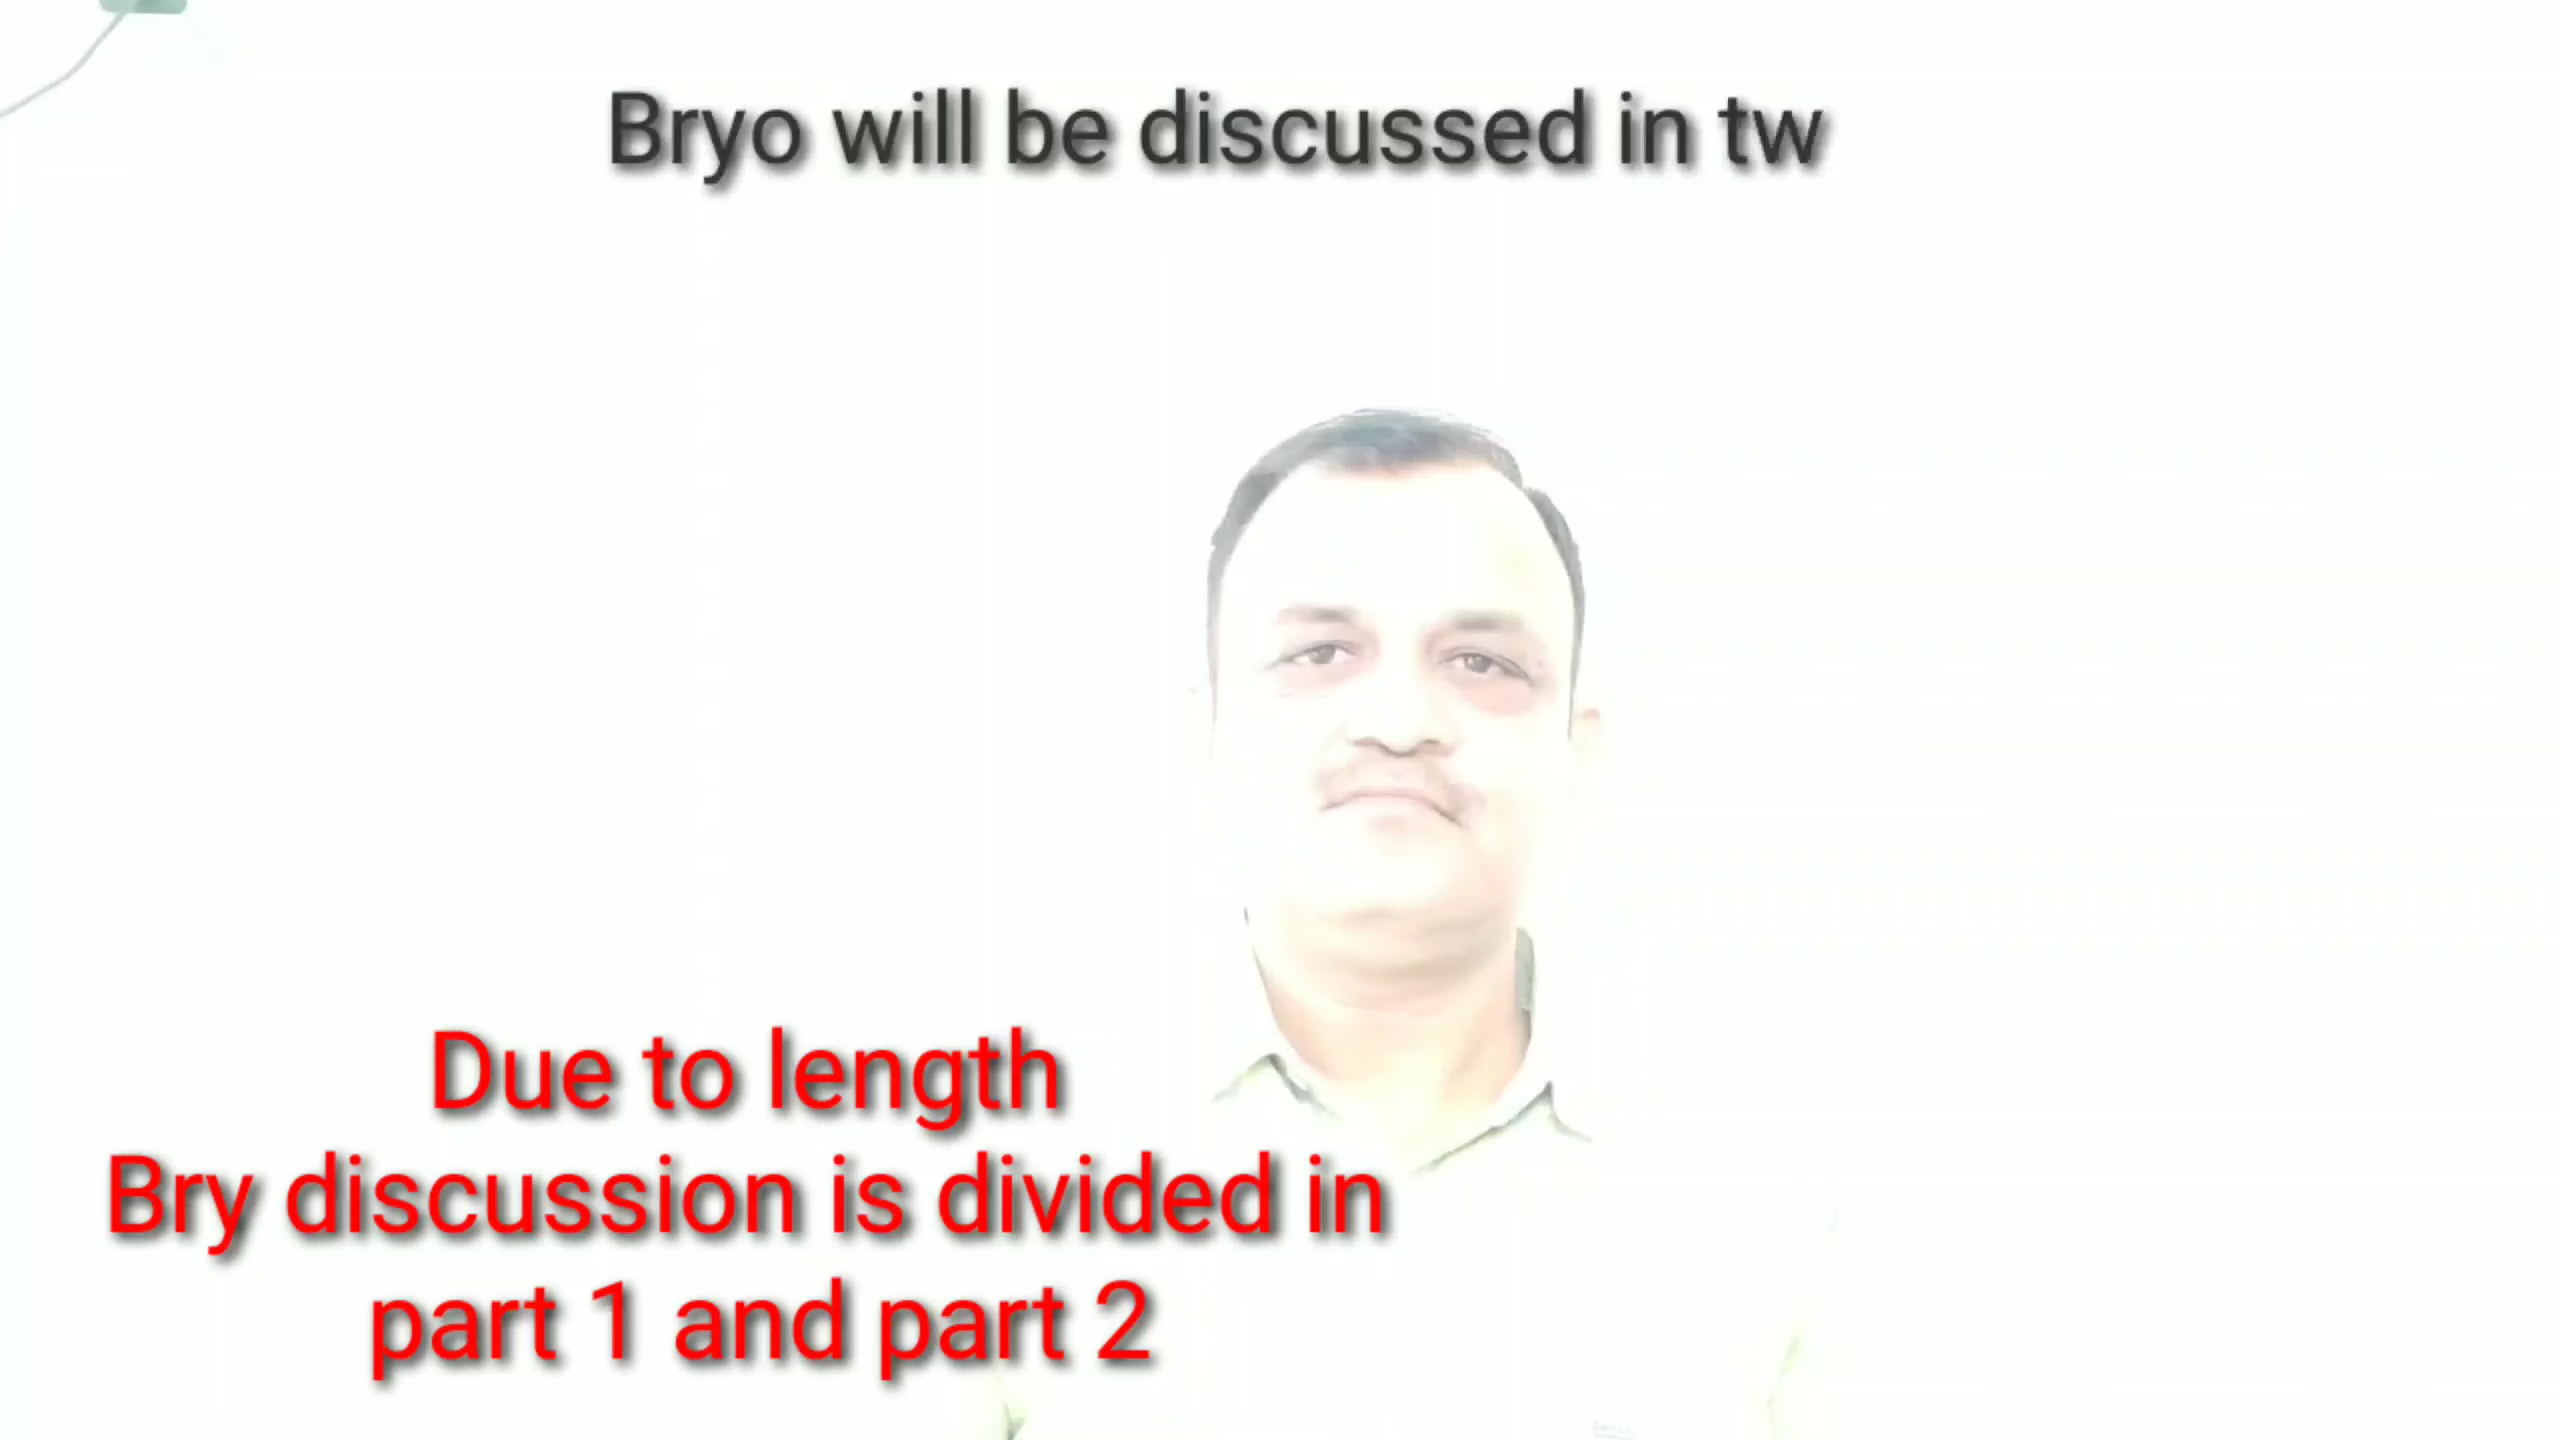 Bryo will be discussed in tw
Due to length
Bry discussion is divided in
part 1 and part 2